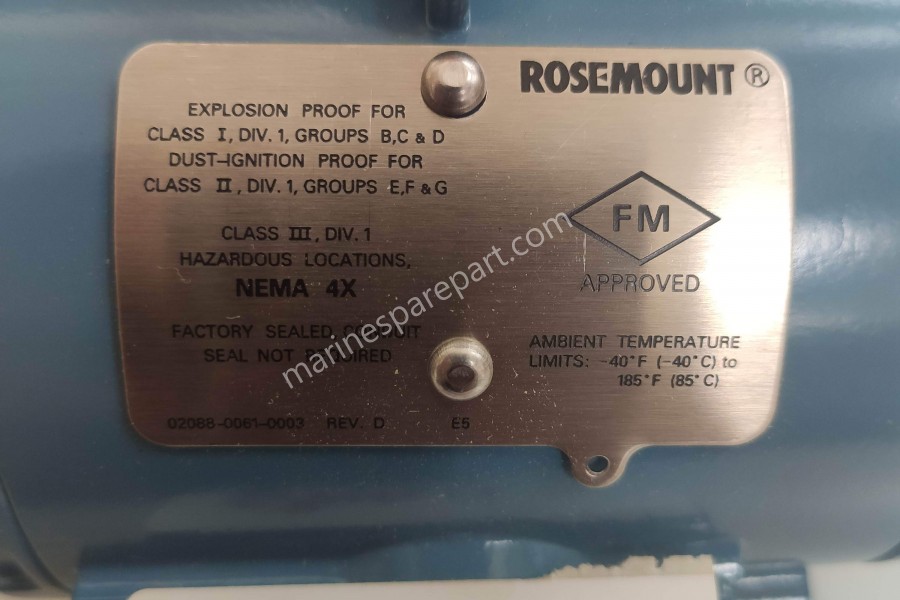 ROSEMOUNT®
EXPLOSION PROOF FOR
CLASS I, DIV. 1, GROUPS B,C & D
DUST-IGNITION PROOF FOR
CLASS II, DIV. 1, GROUPS E,F & G
CLASS III, DIV. 1
HAZARDOUS LOCATIONS,
NEMA 4X
FACTORY SEALED, CONDUIT
SEAL NOT REQUIRED
02088-0061-0003 REV. D E5
FM
APPROVED
AMBIENT TEMPERATURE
LIMITS: -40°F (-40°C) to
185°F (85°C)
marinesparepart.com